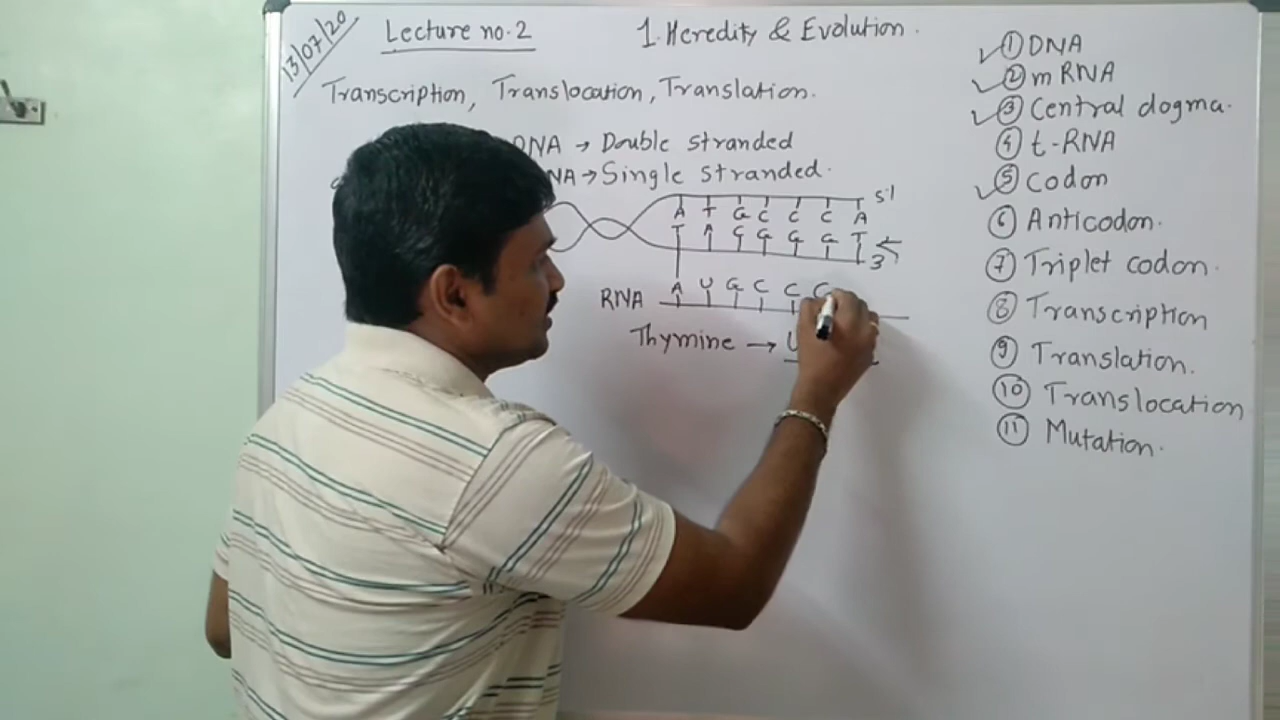 13/07/20
Lecture no. 2
1. Heredity & Evolution.
Transcription, Translocation, Translation.
DNA → Double stranded
NA → Single stranded.
5'
A T G C C C A
T A G G G G T
3'
RNA A U G C C C
Thymine → U
① DNA
② mRNA
③ Central dogma.
④ t-RNA
⑤ Codon
⑥ Anticodon.
⑦ Triplet codon.
⑧ Transcription
⑨ Translation.
⑩ Translocation
⑪ Mutation.